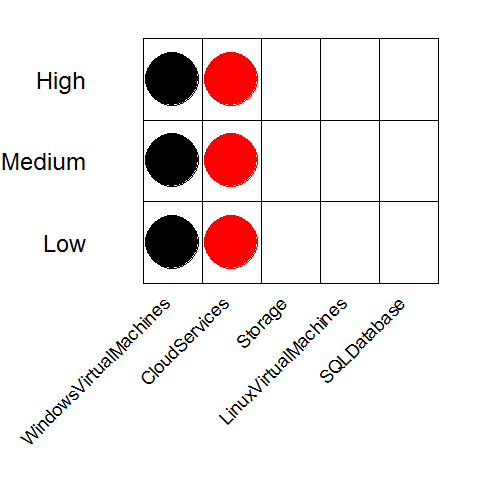 High
Medium
Low
WindowsVirtualMachines
CloudServices
Storage
LinuxVirtualMachines
SQLDatabase